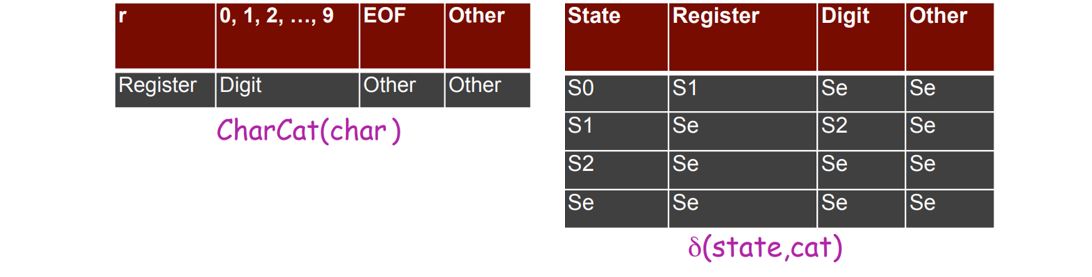 r 0, 1, 2, …, 9 EOF Other
Register Digit Other Other
CharCat(char)
State Register Digit Other
S0 S1 Se Se
S1 Se S2 Se
S2 Se Se Se
Se Se Se Se
δ(state,cat)